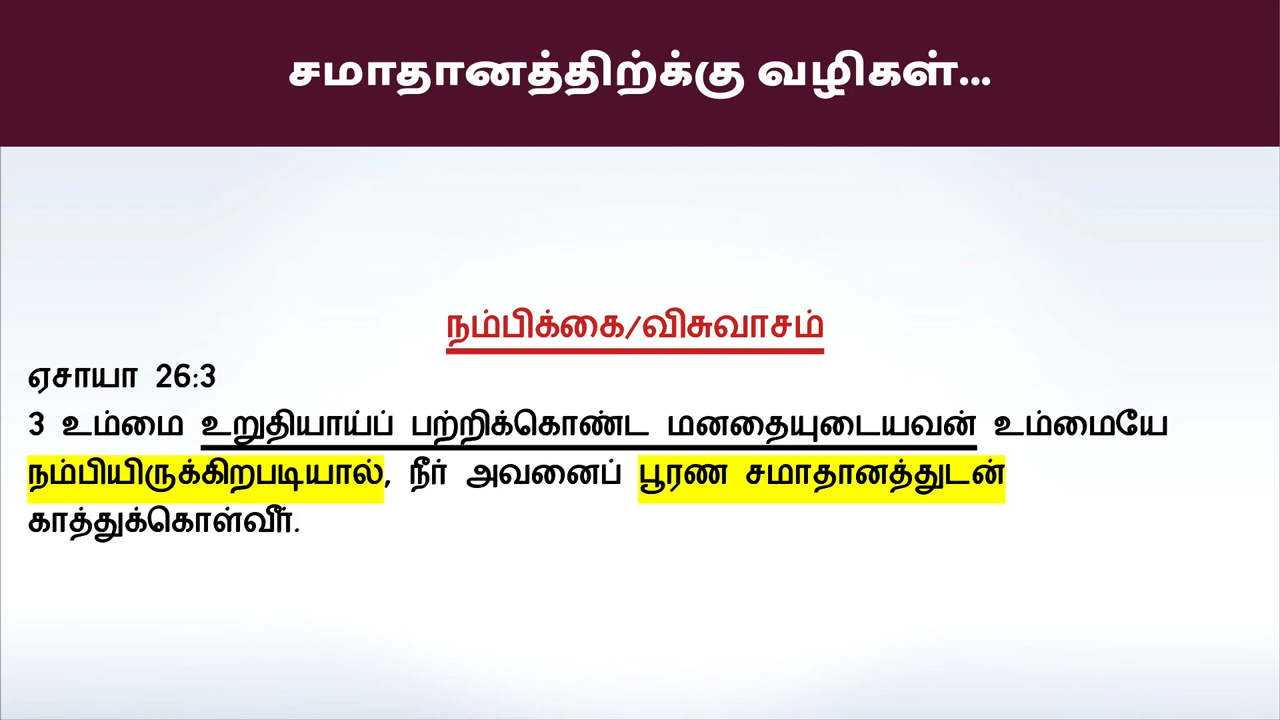 சமாதானத்திற்க்கு வழிகள்...
நம்பிக்கை/விசுவாசம்
ஏசாயா 26:3
3 உம்மை உறுதியாய்ப் பற்றிக்கொண்ட மனதையுடையவன் உம்மையே
நம்பியிருக்கிறபடியால், நீர் அவனைப் பூரண சமாதானத்துடன்
காத்துக்கொள்வீர்.